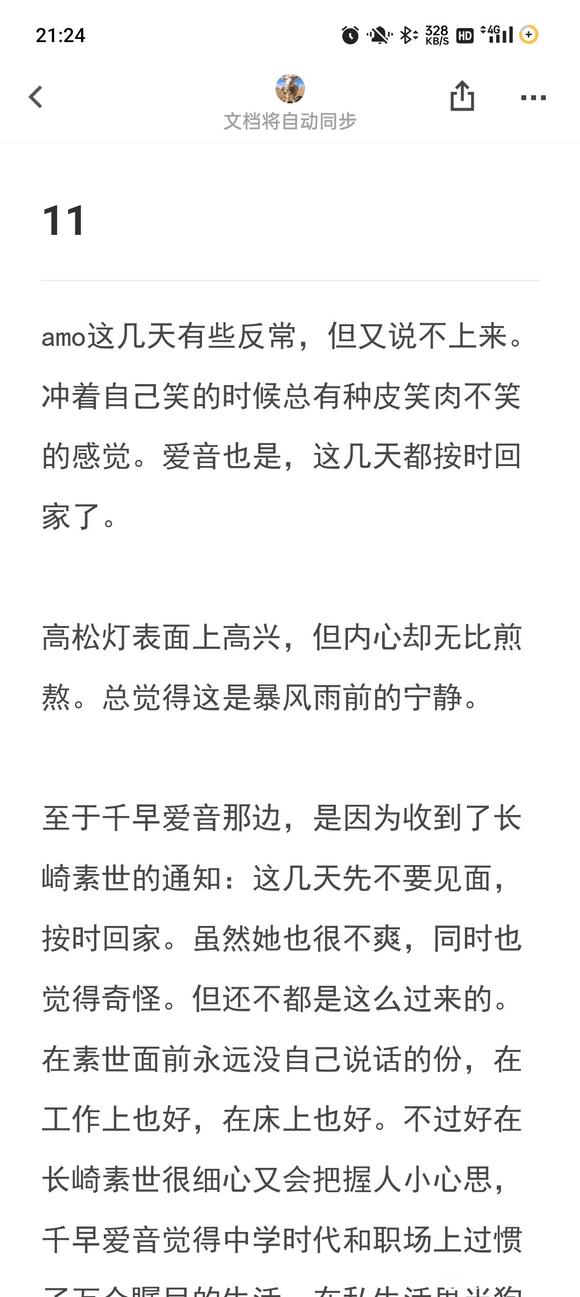 21:24
328 KB/S HD 4G
文档将自动同步
11
amo这几天有些反常，但又说不上来。
冲着自己笑的时候总有种皮笑肉不笑
的感觉。爱音也是，这几天都按时回
家了。
高松灯表面上高兴，但内心却无比煎
熬。总觉得这是暴风雨前的宁静。
至于千早爱音那边，是因为收到了长
崎素世的通知：这几天先不要见面，
按时回家。虽然她也很不爽，同时也
觉得奇怪。但还不都是这么过来的。
在素世面前永远没自己说话的份，在
工作上也好，在床上也好。不过好在
长崎素世很细心又会把握人小心思，
千早爱音觉得中学时代和职场上过惯